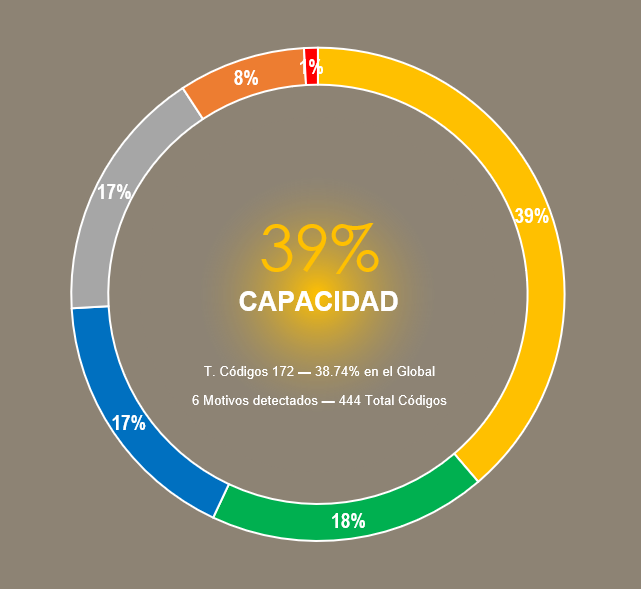 1%
8%
17%
39%
39%
CAPACIDAD
T. Códigos 172 — 38.74% en el Global
6 Motivos detectados — 444 Total Códigos
17%
18%